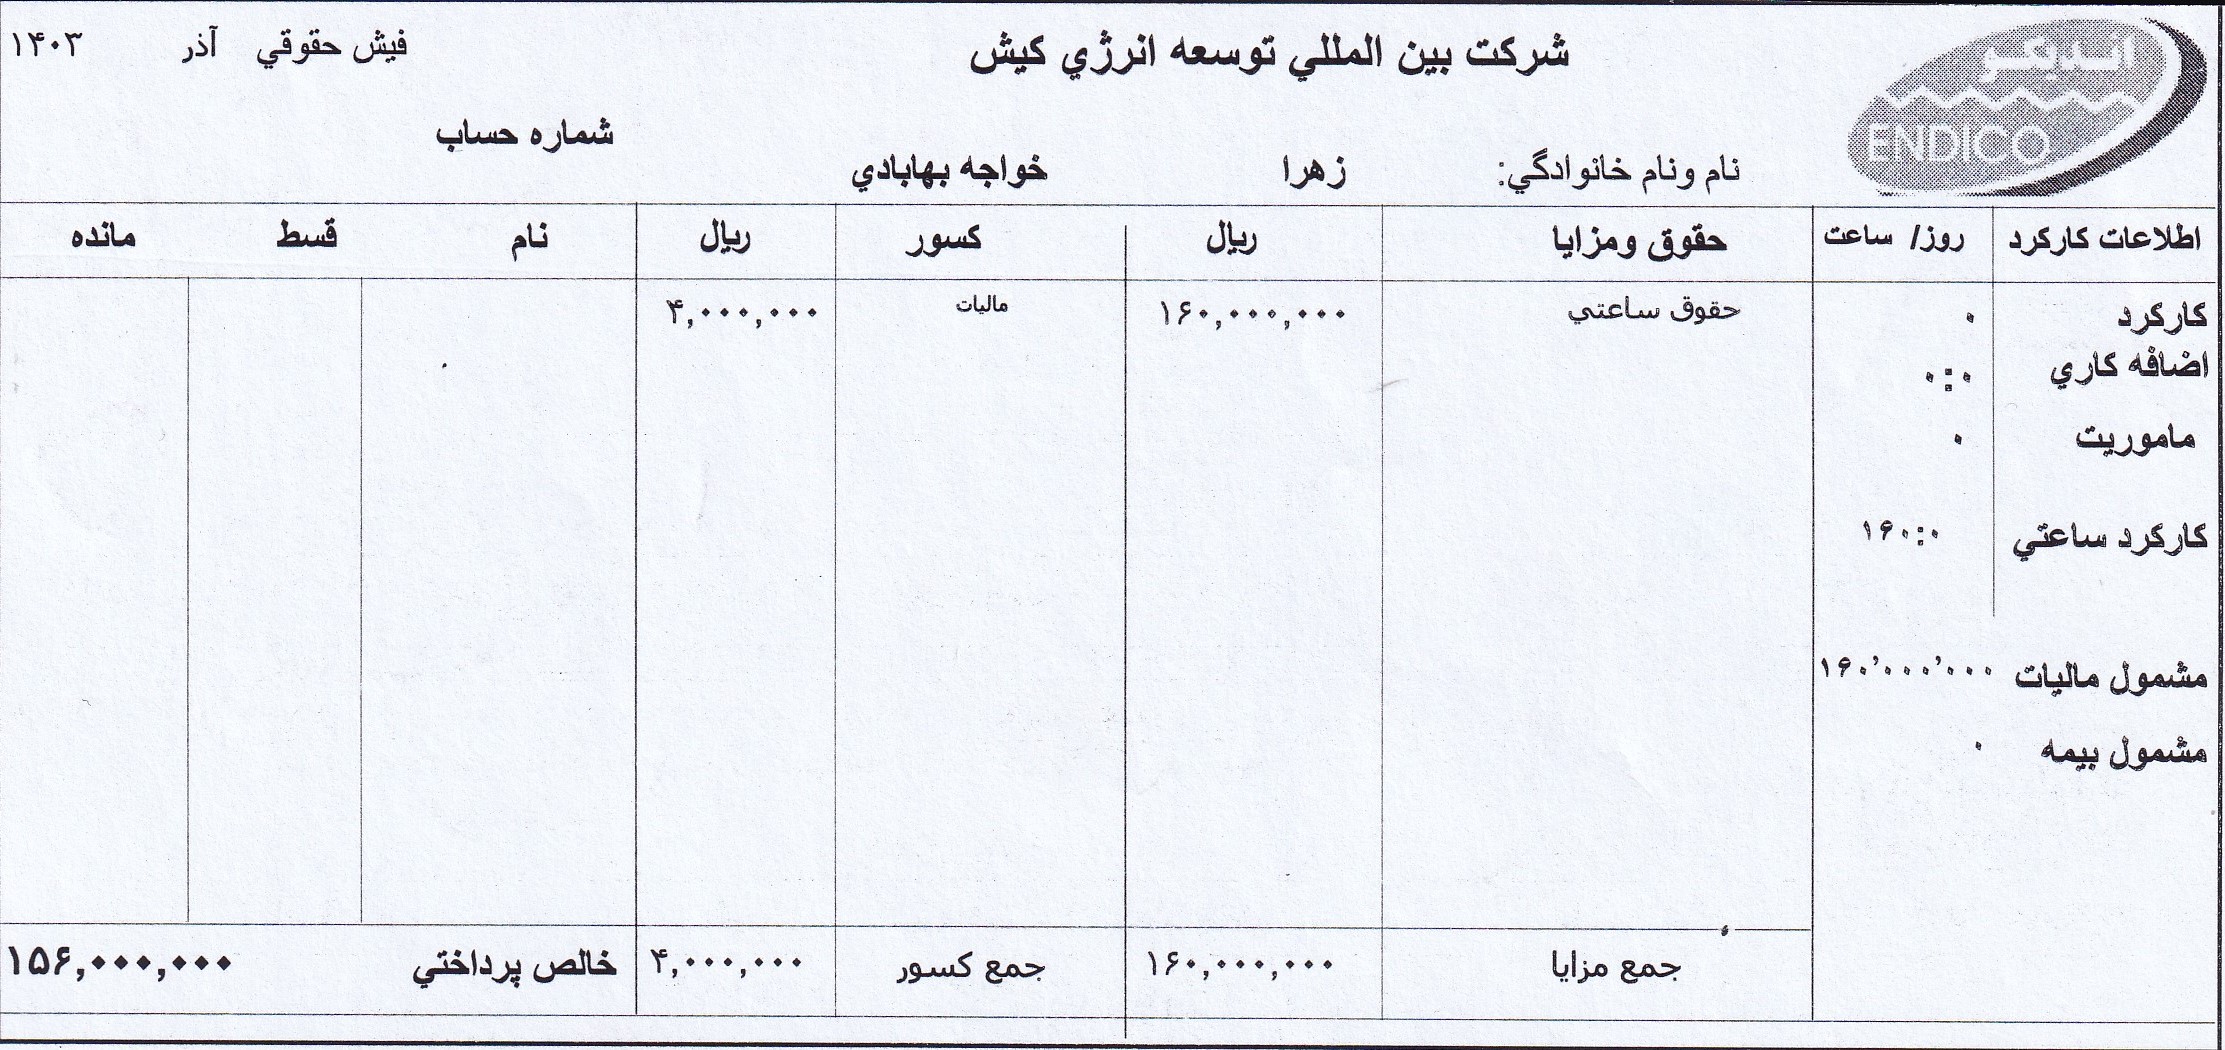 انديكو
ENDICO
شركت بين المللي توسعه انرژي كيش
فيش حقوقي آذر ۱۴۰۳
نام ونام خانوادگي: زهرا خواجه بهابادي
شماره حساب
اطلاعات كاركرد روز/ ساعت حقوق ومزايا ريال كسور ريال نام قسط مانده
كاركرد ۰ حقوق ساعتي ۱۶۰,۰۰۰,۰۰۰ ماليات ۴,۰۰۰,۰۰۰
اضافه كاري ۰:۰
ماموريت ۰
كاركرد ساعتي ۱۶۰:۰
مشمول ماليات ۱۶۰٬۰۰۰٬۰۰۰
مشمول بيمه ۰
جمع مزايا ۱۶۰,۰۰۰,۰۰۰ جمع كسور ۴,۰۰۰,۰۰۰ خالص پرداختي ۱۵۶,۰۰۰,۰۰۰